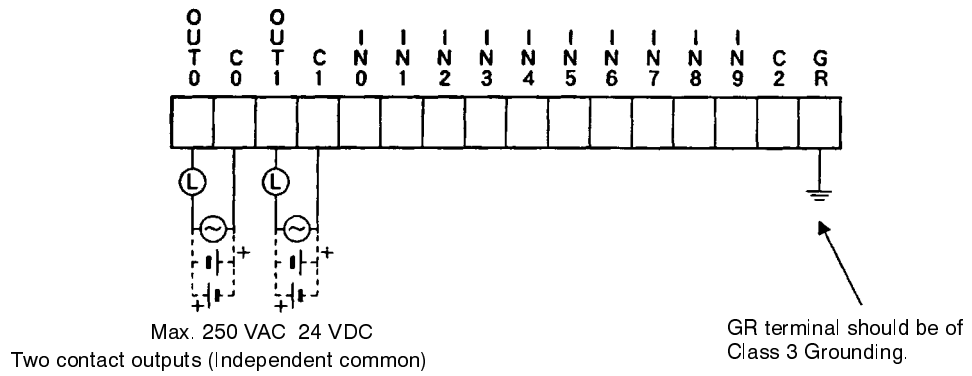 OUT0 C0 OUT1 C1 IN0 IN1 IN2 IN3 IN4 IN5 IN6 IN7 IN8 IN9 C2 GR
L L
+ +
+ +
Max. 250 VAC 24 VDC
Two contact outputs (Independent common)
GR terminal should be of
Class 3 Grounding.